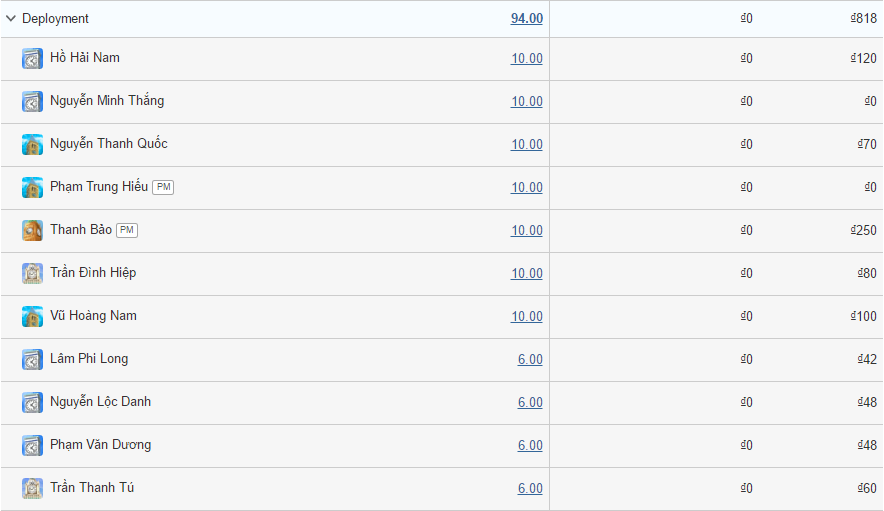 Deployment 94.00 ₫0 ₫818
Hồ Hải Nam 10.00 ₫0 ₫120
Nguyễn Minh Thắng 10.00 ₫0 ₫0
Nguyễn Thanh Quốc 10.00 ₫0 ₫70
Phạm Trung Hiếu PM 10.00 ₫0 ₫0
Thanh Bảo PM 10.00 ₫0 ₫250
Trần Đình Hiệp 10.00 ₫0 ₫80
Vũ Hoàng Nam 10.00 ₫0 ₫100
Lâm Phi Long 6.00 ₫0 ₫42
Nguyễn Lộc Danh 6.00 ₫0 ₫48
Phạm Văn Dương 6.00 ₫0 ₫48
Trần Thanh Tú 6.00 ₫0 ₫60